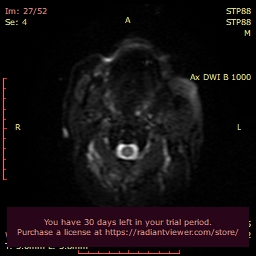 Im: 27/52
Se: 4
A
STP88
STP88
M
Ax DWI B 1000
R
L
You have 30 days left in your trial period.
Purchase a license at https://radiantviewer.com/store/